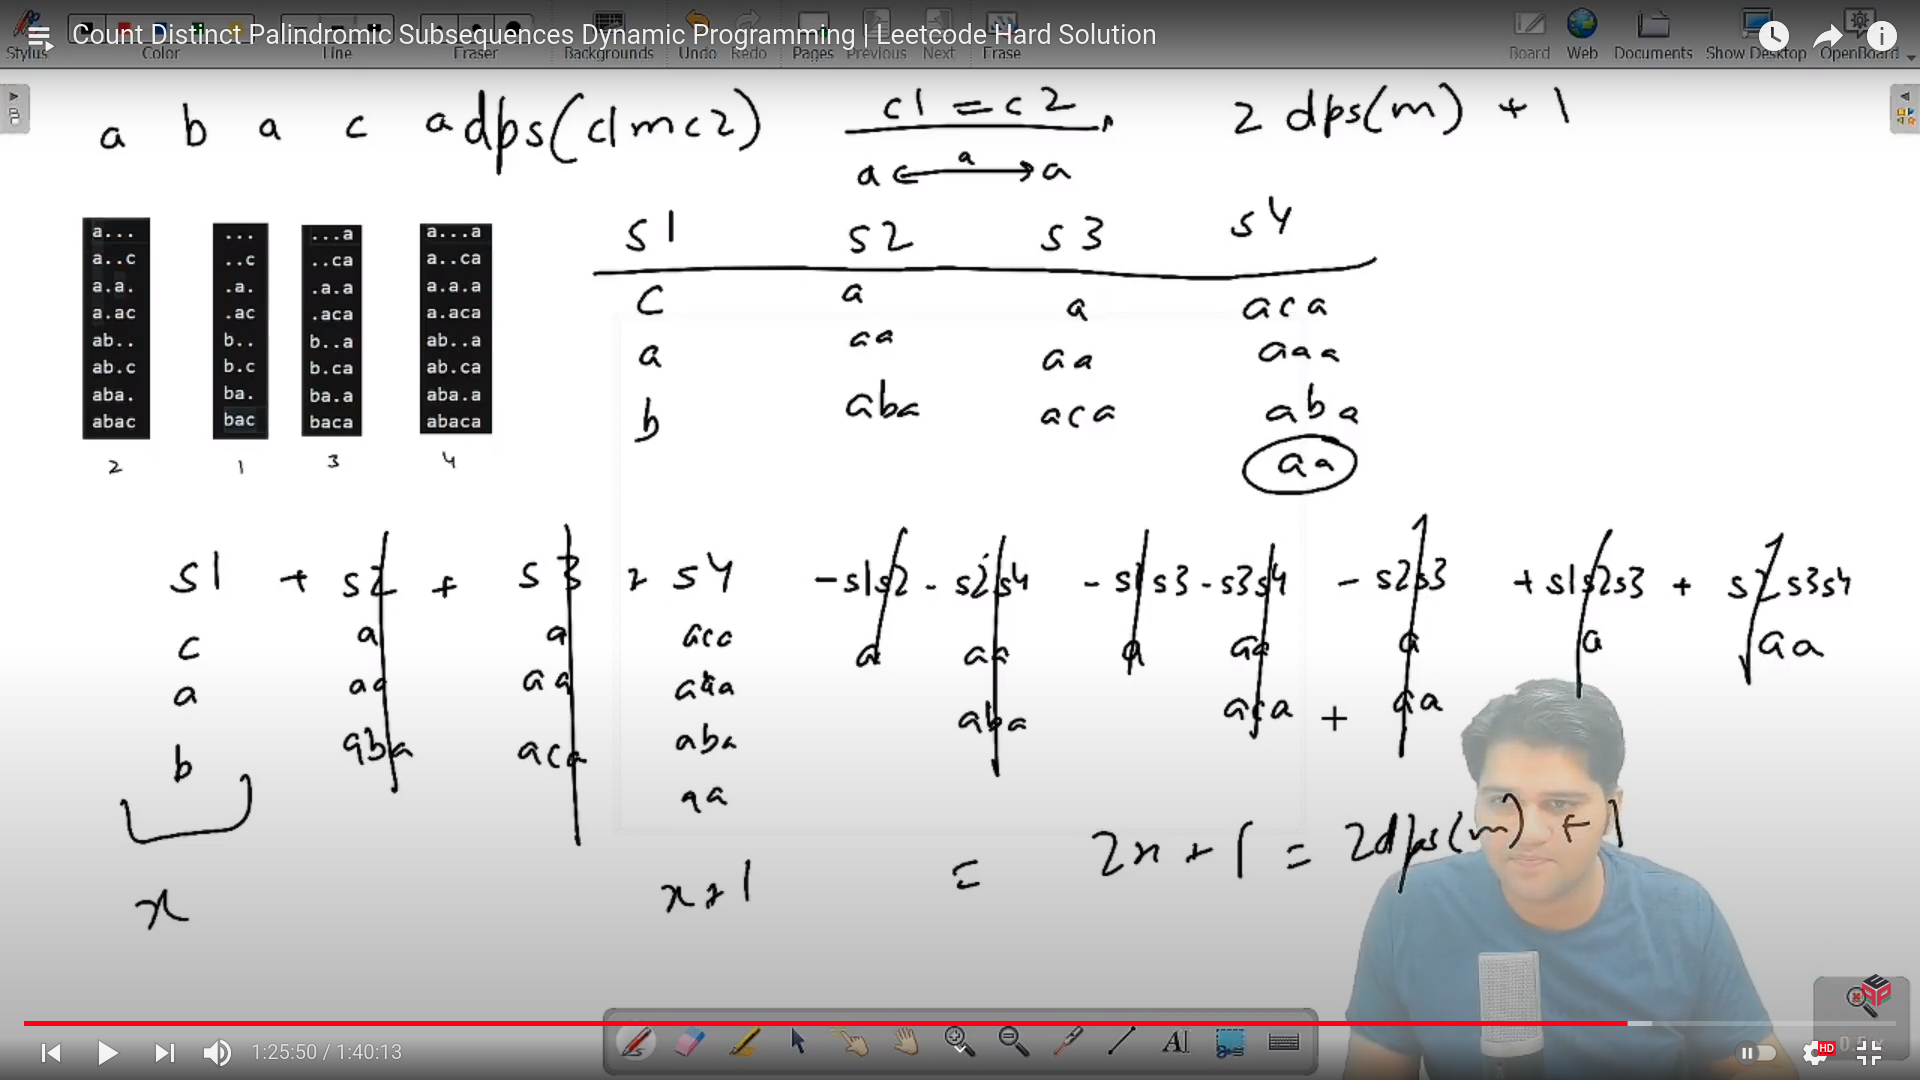 Count Distinct Palindromic Subsequences Dynamic Programming | Leetcode Hard Solution
Stylus Color Line Eraser Backgrounds Undo Redo Pages Previous Next Erase Board Web Documents Show Desktop OpenBoard
a b a c a dps(c1mc2) c1 = c2 2 dps(m) + 1
a a a
s1 s2 s3 s4
a... ... ...a a...a
a..c ..c ..ca a..ca
a.a. .a. .a.a a.a.a
a.ac .ac .aca a.aca
ab.. b.. b..a ab..a
ab.c b.c b.ca ab.ca
aba. ba. ba.a aba.a
abac bac baca abaca
2 1 3 4
c a a aca
a aa aa aaa
b aba aca aba
aa
s1 + s2 + s3 + s4 -s1s2 - s2s4 - s1s3 - s3s4 - s2s3 + s1s2s3 + s2s3s4
c a a aca a aa a aa a a aa
a aa aa aaa aba aca + aa
b aba aca aba
aa
x x+1 = 2x + 1 = 2dps(m) + 1
1:25:50 / 1:40:13
HD